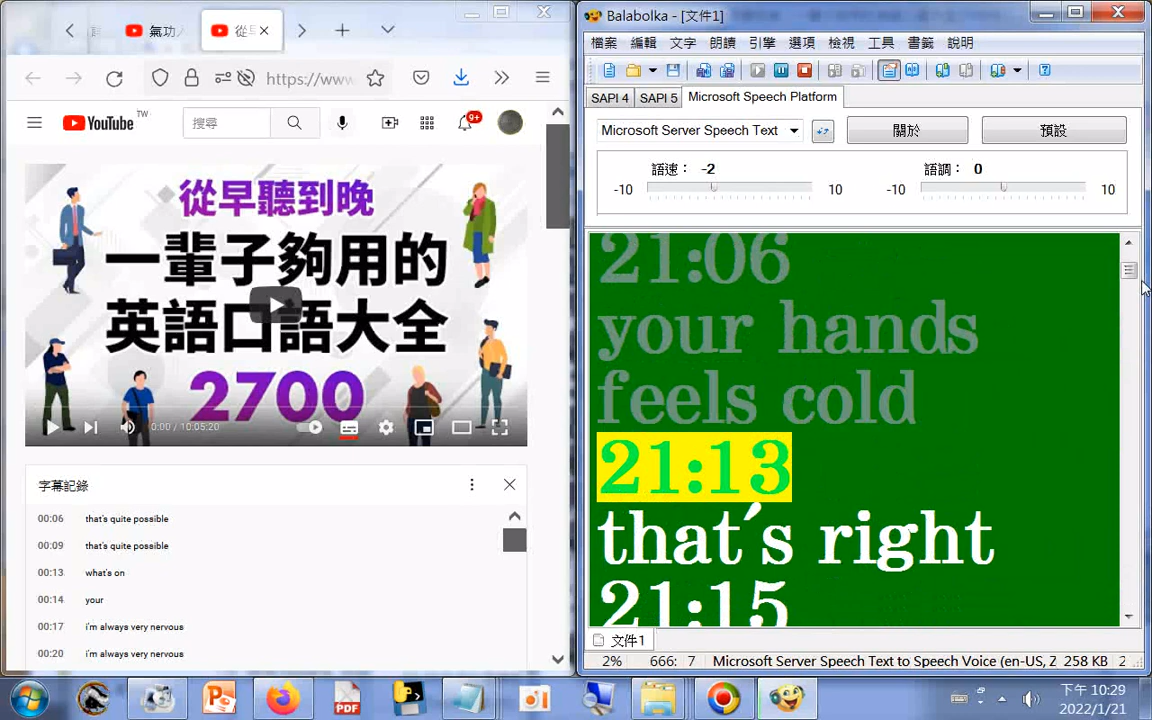 氣功
從
https://www
YouTube TW
搜尋
9+
從早聽到晚
一輩子夠用的
英語口語大全
2700
0:00 / 10:05:20
字幕記錄
00:06 that's quite possible
00:09 that's quite possible
00:13 what's on
00:14 your
00:17 i'm always very nervous
00:20 i'm always very nervous
Balabolka - [文件1]
檔案 編輯 文字 朗讀 引擎 選項 檢視 工具 書籤 說明
SAPI 4 SAPI 5 Microsoft Speech Platform
Microsoft Server Speech Text 關於 預設
語速： -2 語調： 0
-10 10 -10 10
21:06
your hands
feels cold
21:13
that's right
21:15
文件1
2% 666: 7 Microsoft Server Speech Text to Speech Voice (en-US, Z 258 KB 2
PDF
下午 10:29
2022/1/21